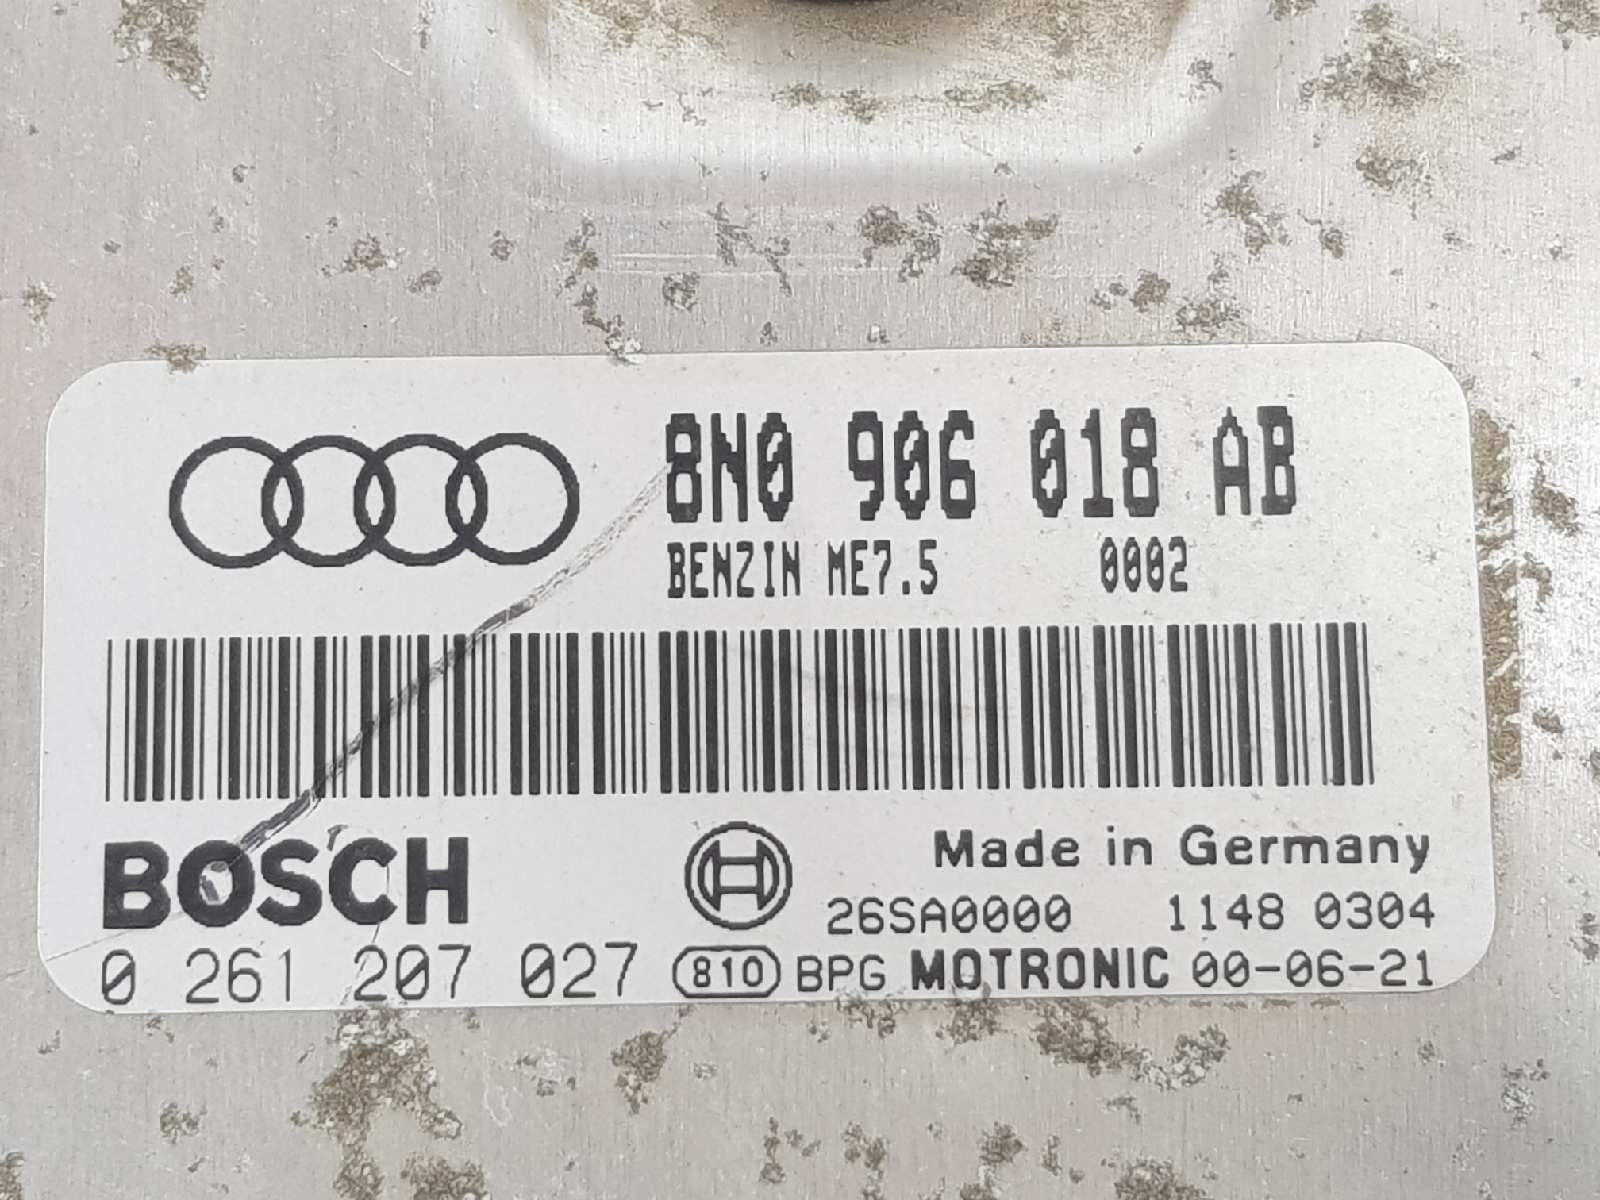 8N0 906 018 AB
BENZIN ME7.5 0002
BOSCH
Made in Germany
26SA0000 1148 0304
0 261 207 027 810 BPG MOTRONIC 00-06-21